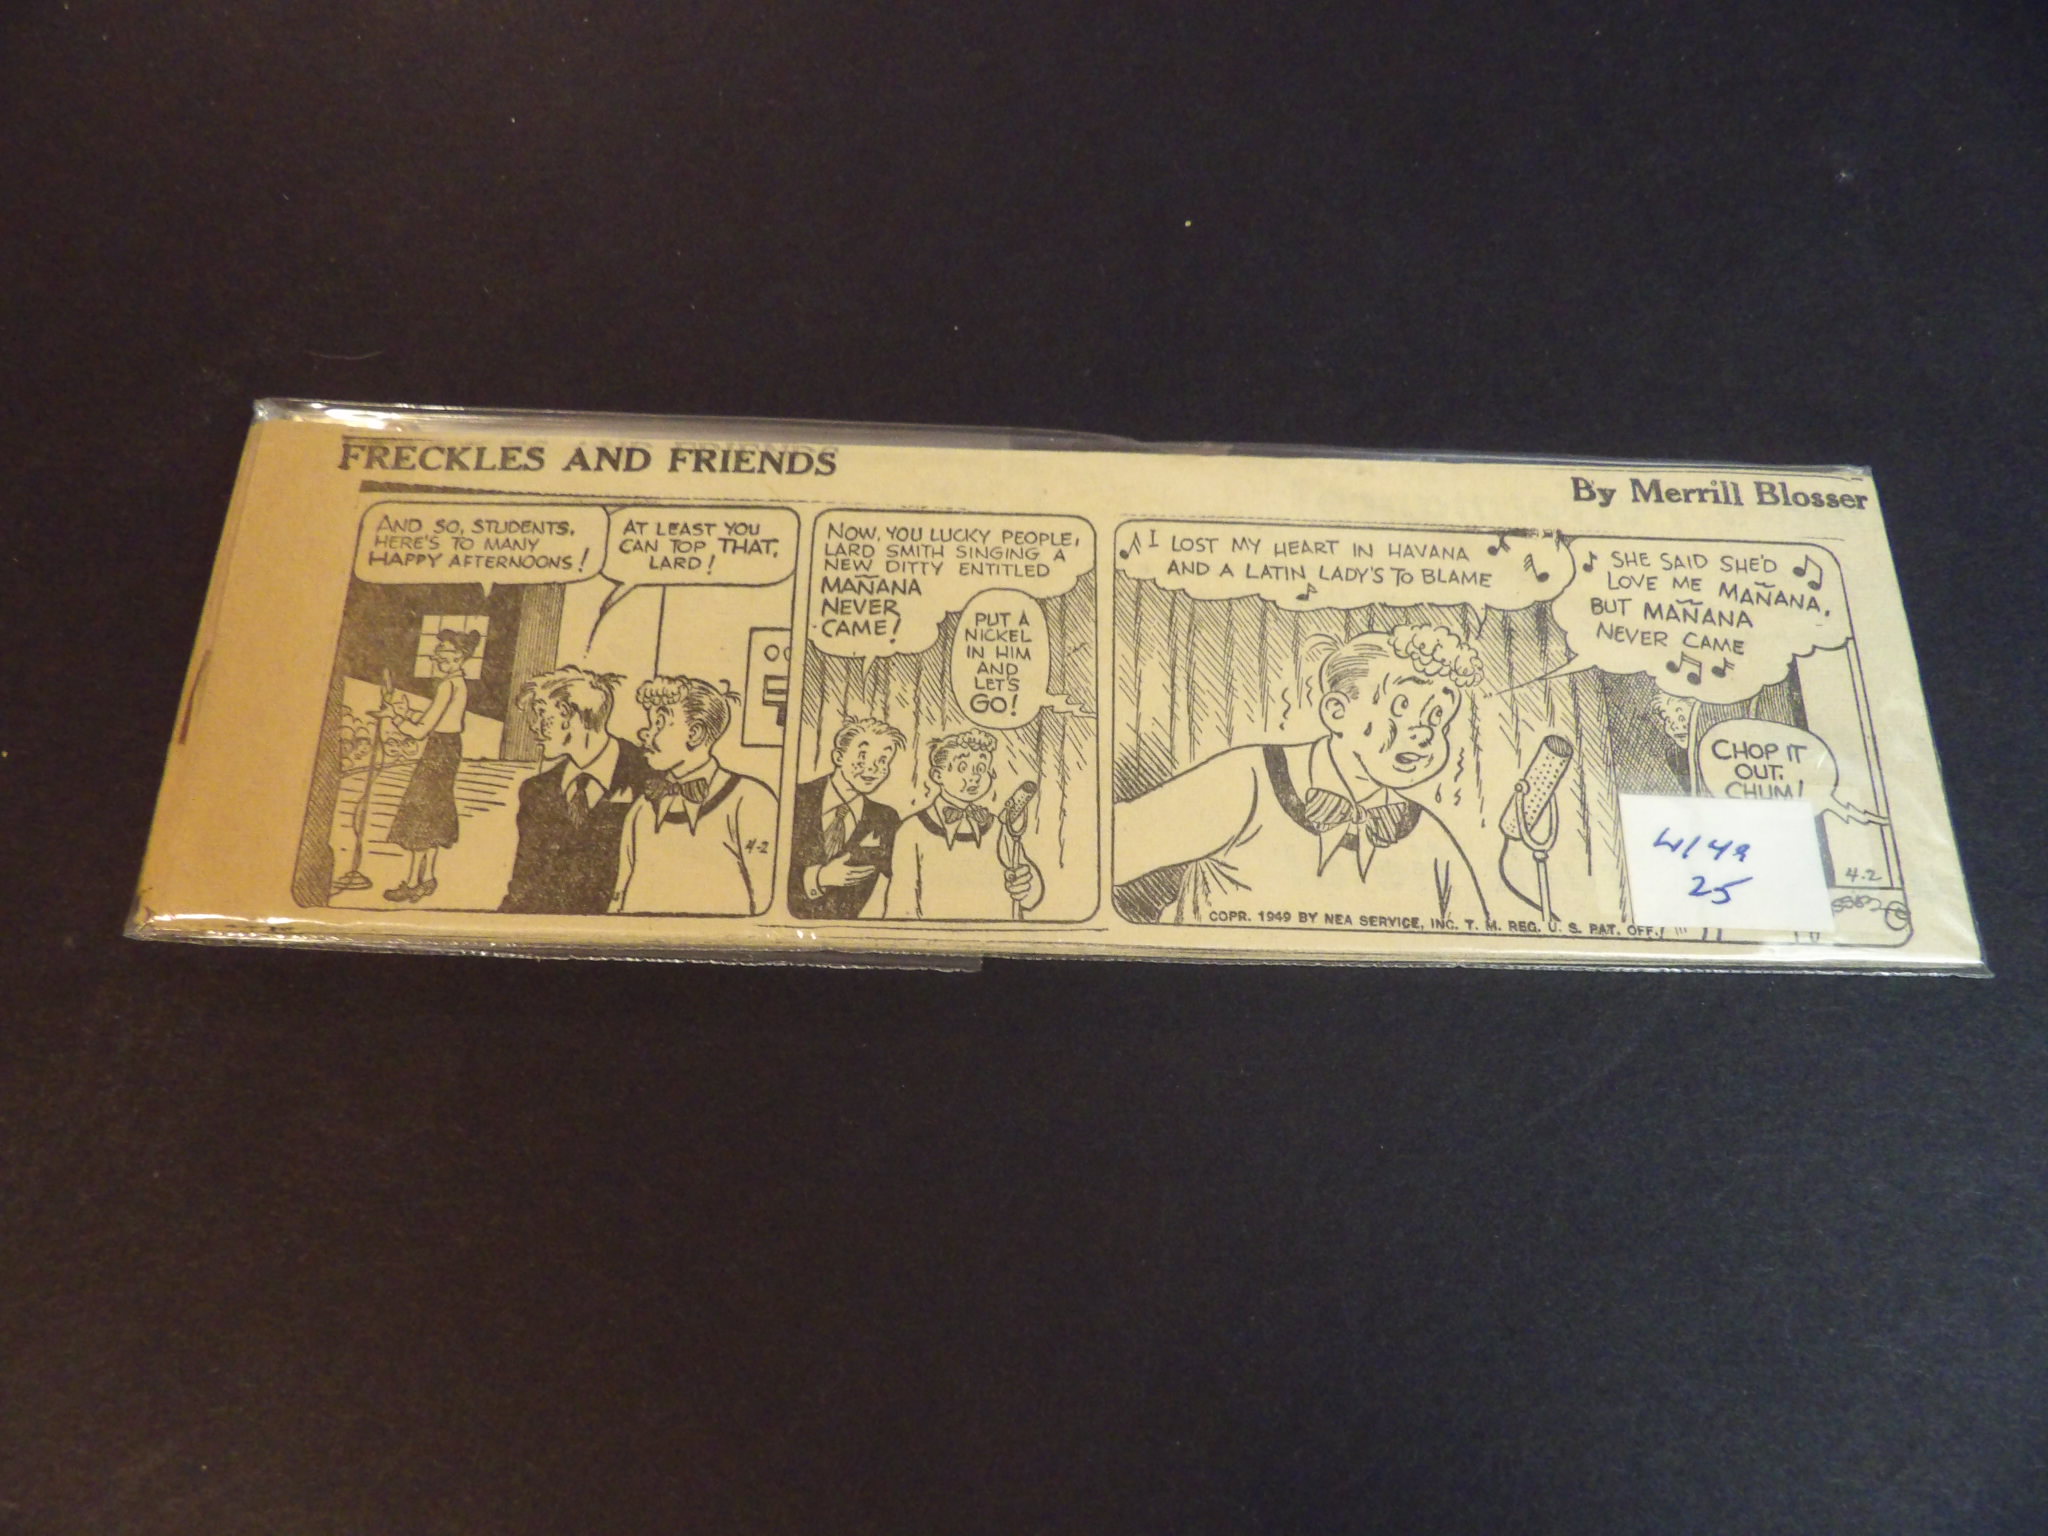 FRECKLES AND FRIENDS
By Merrill Blosser
AND SO, STUDENTS,
HERE'S TO MANY
HAPPY AFTERNOONS!
AT LEAST YOU
CAN TOP THAT,
LARD!
4-2
NOW, YOU LUCKY PEOPLE,
LARD SMITH SINGING A
NEW DITTY ENTITLED
MAÑANA
NEVER
CAME!
PUT A
NICKEL
IN HIM
AND
LET'S
GO!
I LOST MY HEART IN HAVANA
AND A LATIN LADY'S TO BLAME
SHE SAID SHE'D
LOVE ME MAÑANA,
BUT MAÑANA
NEVER CAME
CHOP IT
OUT,
CHUM!
4/49
25
4-2
COPR. 1949 BY NEA SERVICE, INC. T. M. REG. U. S. PAT. OFF.